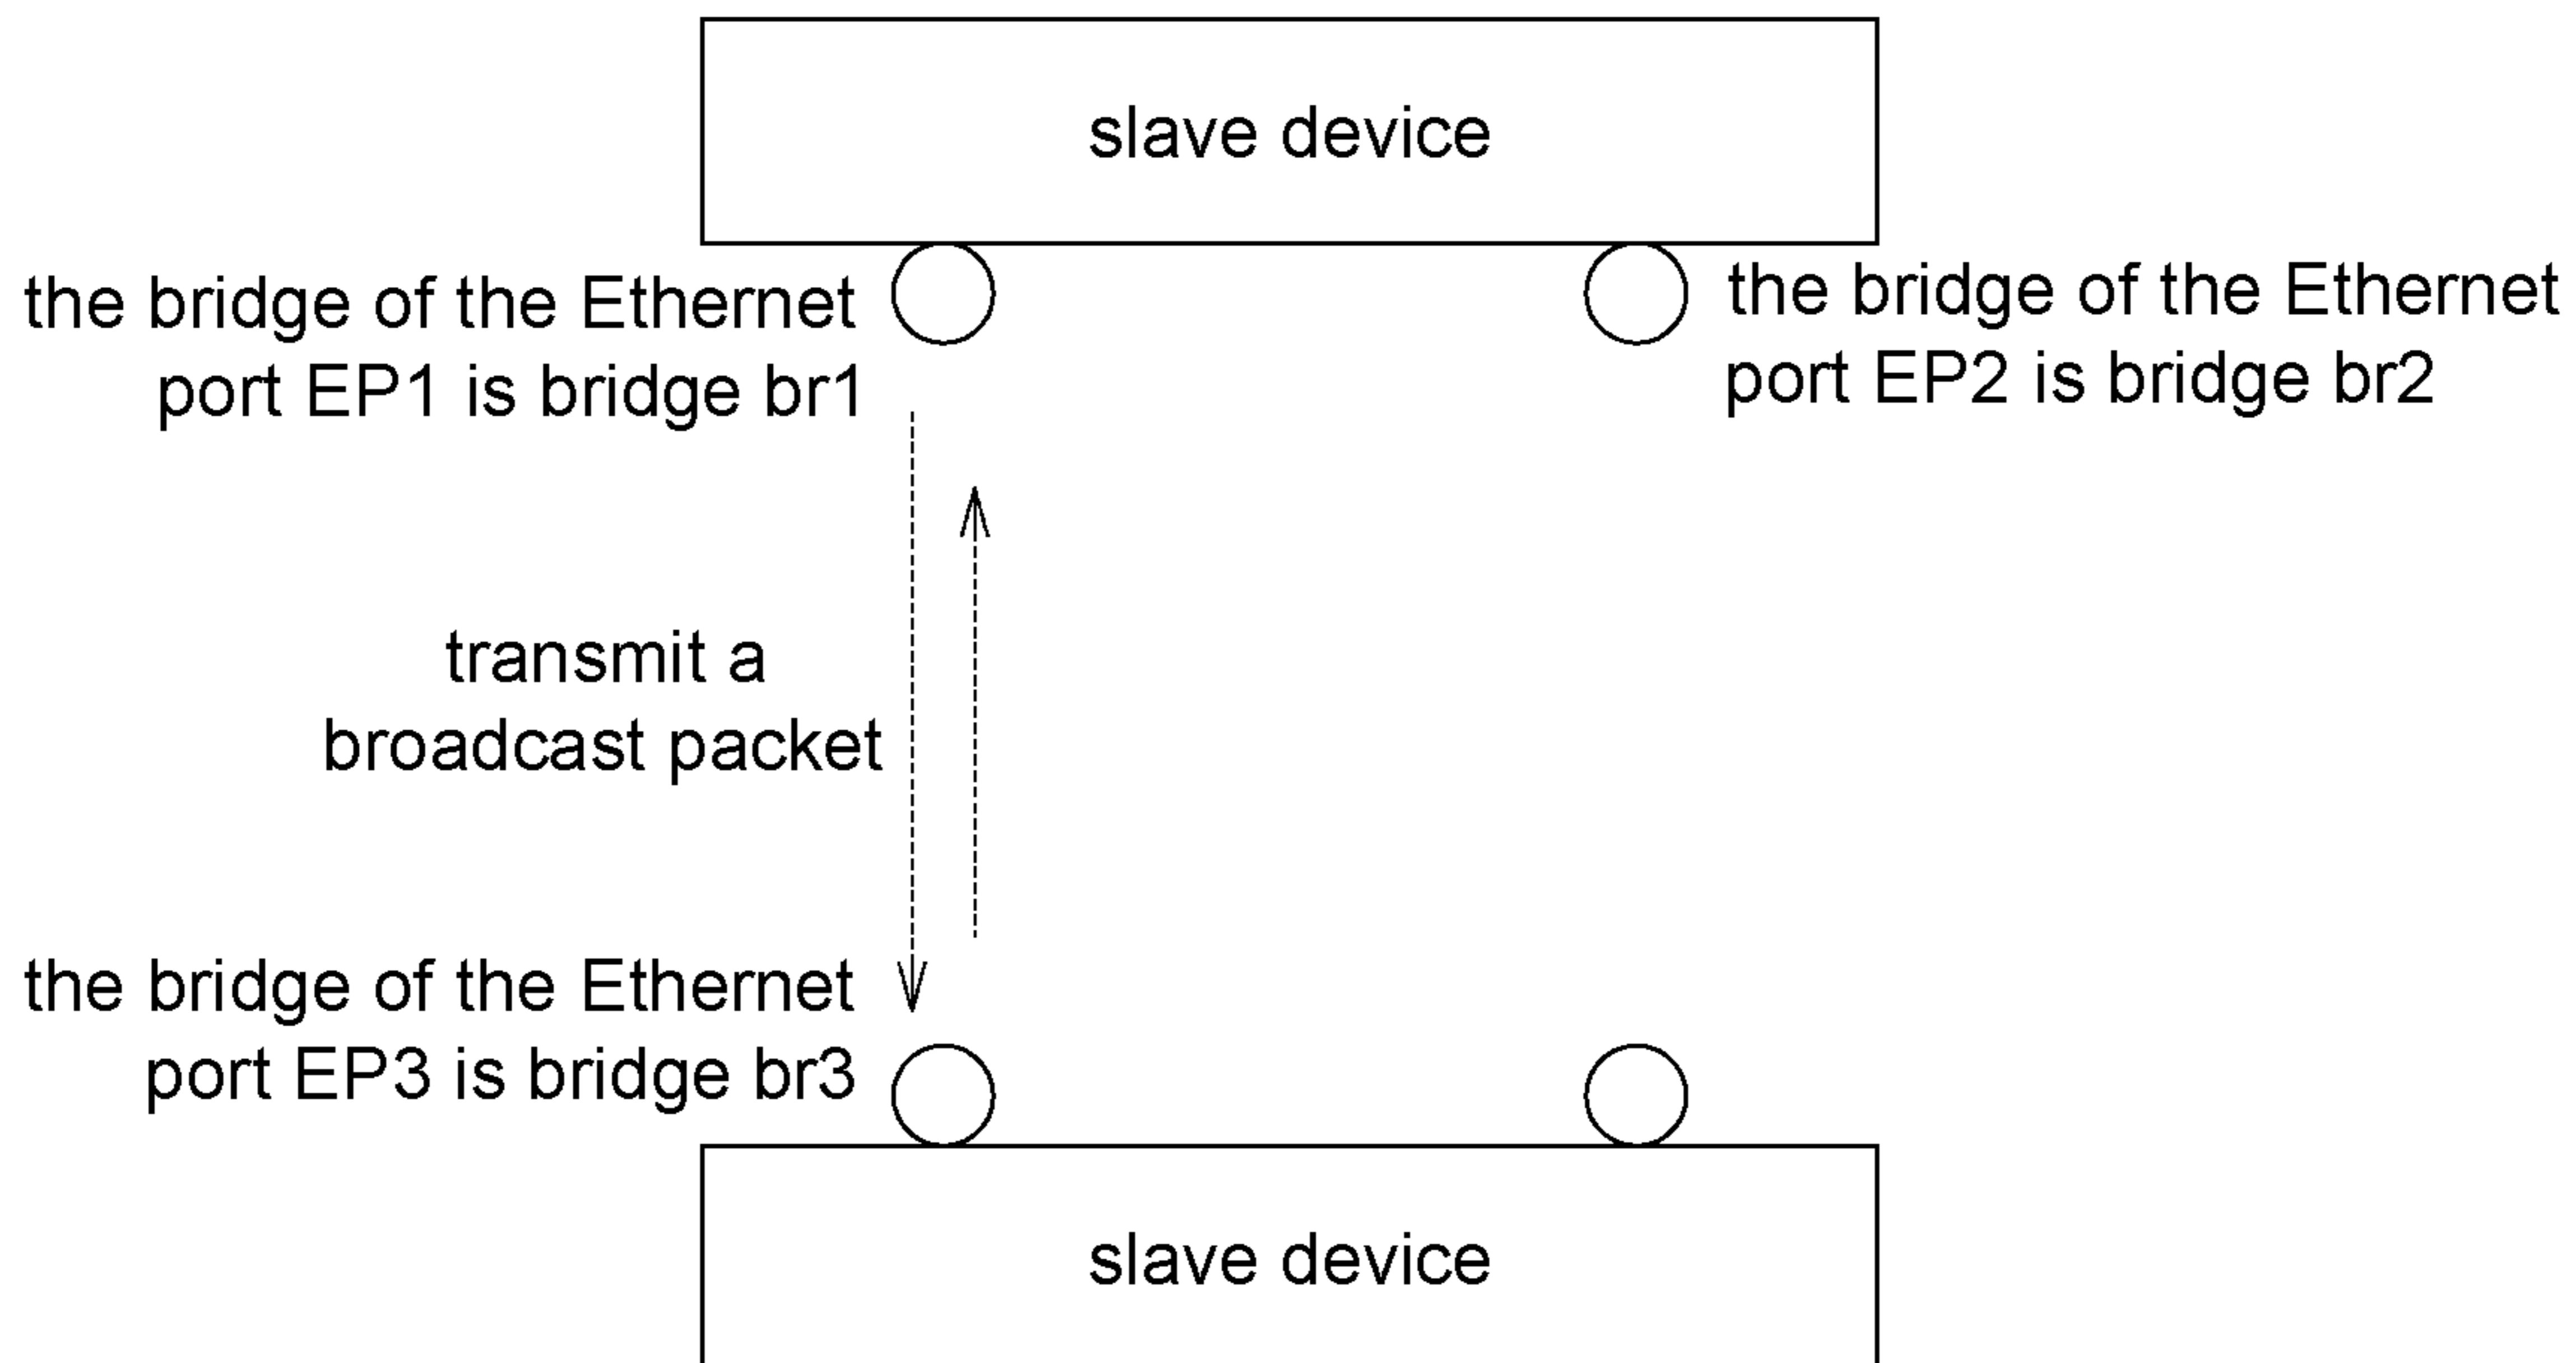 slave device
the bridge of the Ethernet
port EP1 is bridge br1
the bridge of the Ethernet
port EP2 is bridge br2
transmit a
broadcast packet
the bridge of the Ethernet
port EP3 is bridge br3
slave device